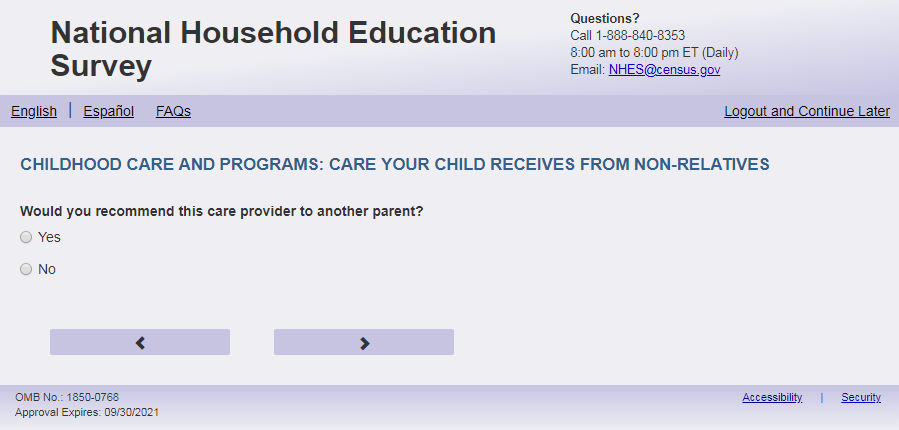 National Household Education
Survey
Questions?
Call 1-888-840-8353
8:00 am to 8:00 pm ET (Daily)
Email: NHES@census.gov
English | Español FAQs Logout and Continue Later
CHILDHOOD CARE AND PROGRAMS: CARE YOUR CHILD RECEIVES FROM NON-RELATIVES
Would you recommend this care provider to another parent?
Yes
No
OMB No.: 1850-0768
Approval Expires: 09/30/2021
Accessibility | Security